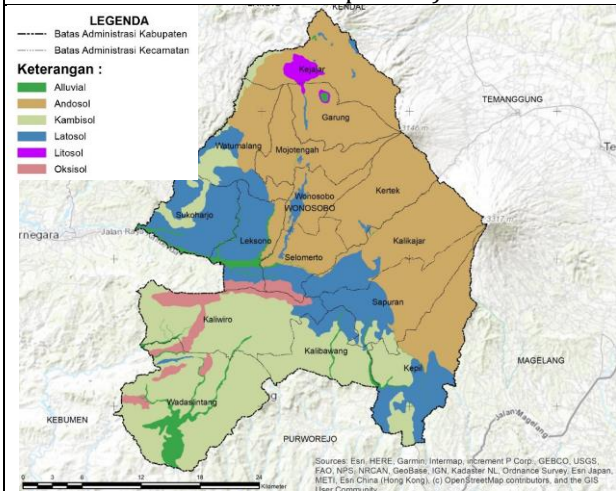 KENDAL
LEGENDA
Batas Administrasi Kabupaten
Batas Administrasi Kecamatan
Keterangan :
Alluvial
Andosol
Kambisol
Latosol
Litosol
Oksisol
Kejajar
TEMANGGUNG
Garung
Watumalang
Mojotengah
Wonosobo
WONOSOBO
Kertek
Sukoharjo
Leksono
Kalikajar
Selomerto
Sapuran
Kaliwiro
Kalibawang
Kepil
MAGELANG
Wadaslintang
KEBUMEN
PURWOREJO
Jalan Magelang
rnegara
Jalan Raya
3146 m
3317 m
0 3 6 12 18 24
Kilometer
Sources: Esri, HERE, Garmin, Intermap, increment P Corp., GEBCO, USGS,
FAO, NPS, NRCAN, GeoBase, IGN, Kadaster NL, Ordnance Survey, Esri Japan,
METI, Esri China (Hong Kong), (c) OpenStreetMap contributors, and the GIS
User Community